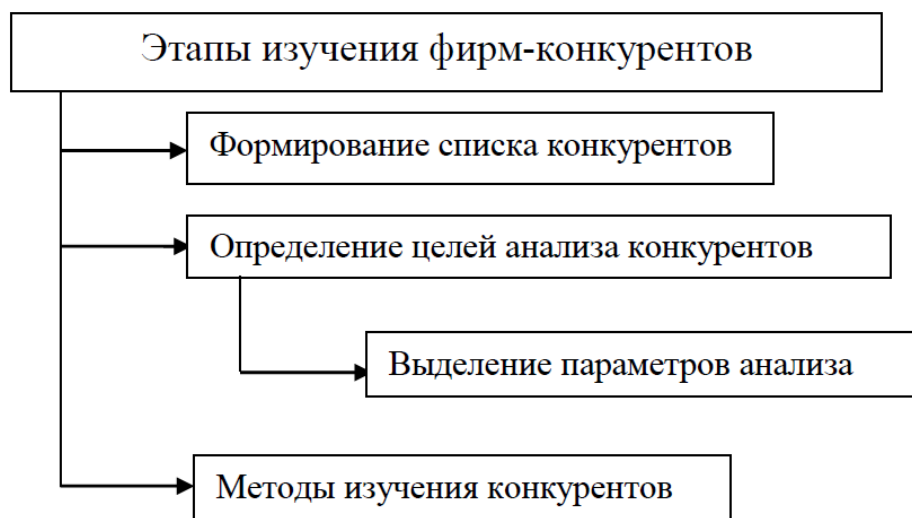 Этапы изучения фирм-конкурентов
Формирование списка конкурентов
Определение целей анализа конкурентов
Выделение параметров анализа
Методы изучения конкурентов